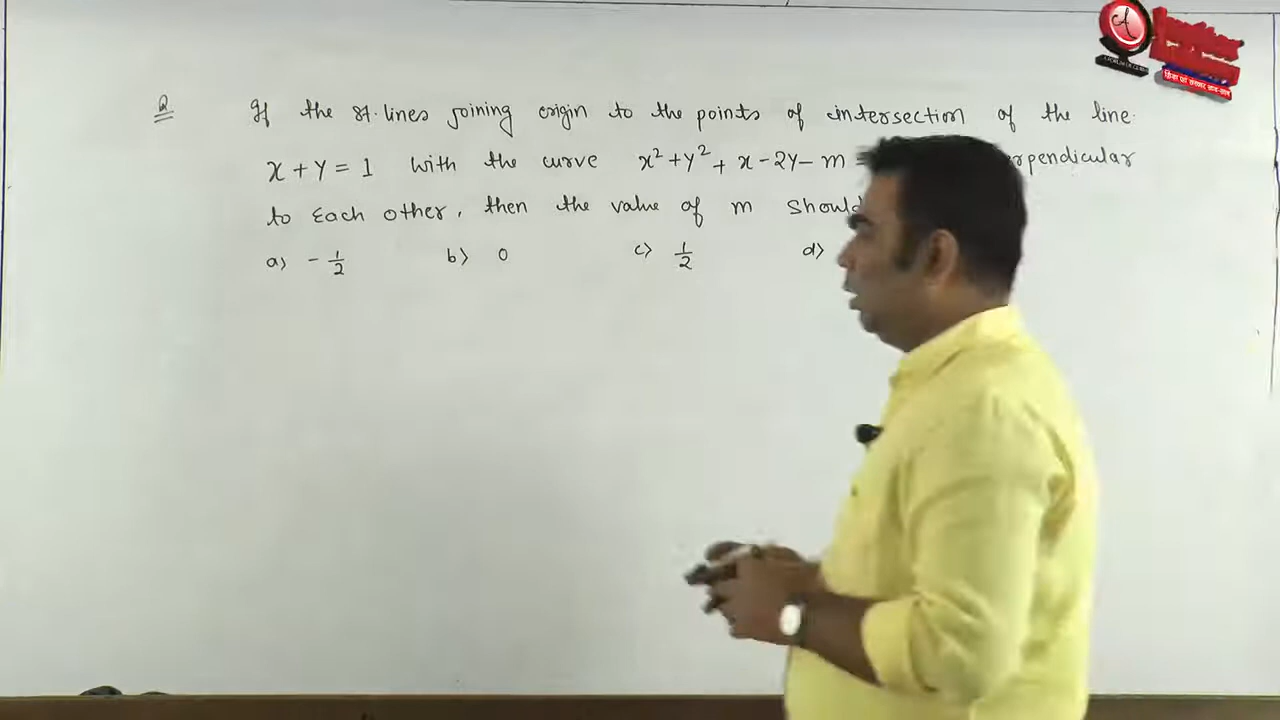 Q If the st. lines joining origin to the points of intersection of the line
x + y = 1 with the curve x² + y² + x - 2y - m =
to each other, then the value of m should
a) - 1/2 b) 0 c) 1/2 d)